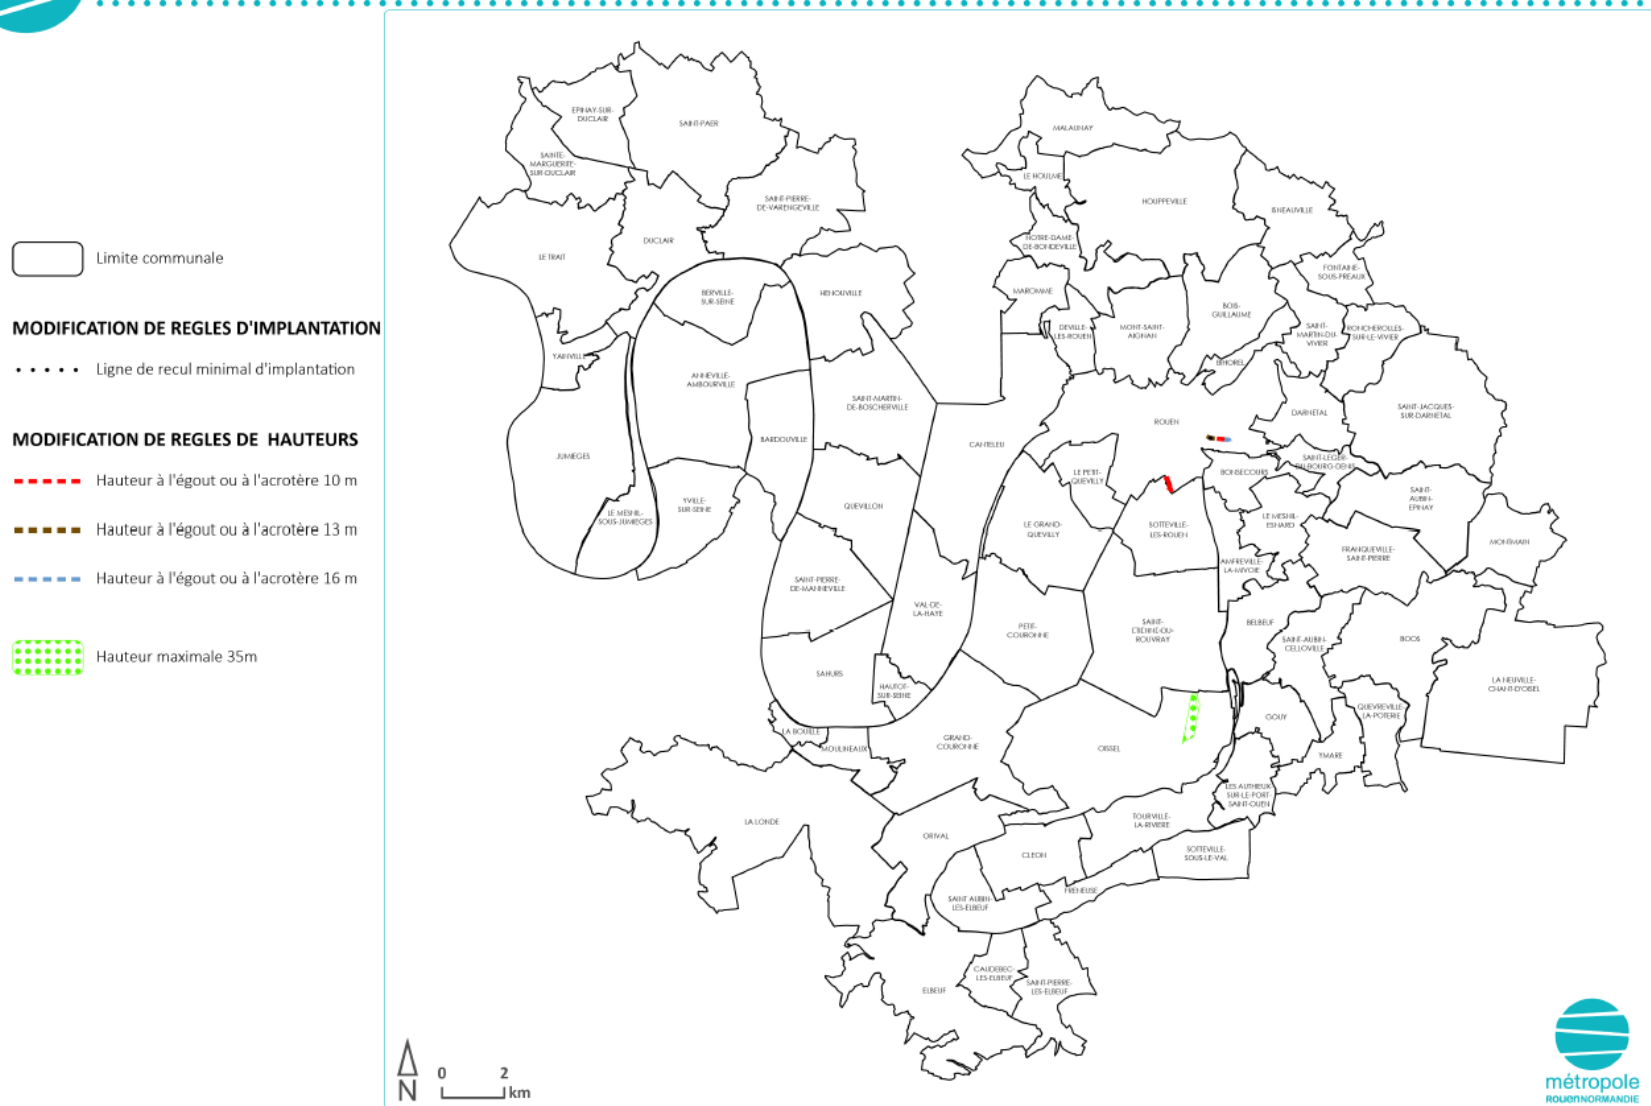 Limite communale
MODIFICATION DE REGLES D'IMPLANTATION
Ligne de recul minimal d'implantation
MODIFICATION DE REGLES DE HAUTEURS
Hauteur à l'égout ou à l'acrotère 10 m
Hauteur à l'égout ou à l'acrotère 13 m
Hauteur à l'égout ou à l'acrotère 16 m
Hauteur maximale 35m
EPINAY-SUR-
DUCLAIR
SAINT-PAER
SAINTE-
MARGUERITE-
SUR-DUCLAIR
SAINT-PIERRE-
DE-VARENGEVILLE
DUCLAIR
LE TRAIT
BERVILLE-
SUR-SEINE
HENOUVILLE
YAINVILLE
ANNEVILLE-
AMBOURVILLE
SAINT-MARTIN-
DE-BOSCHERVILLE
BARDOUVILLE
JUMIEGES
LE MESNIL-
SOUS-JUMIEGES
YVILLE-
SUR-SEINE
QUEVILLON
SAINT-PIERRE-
DE-MANNEVILLE
VAL-DE-
LA-HAYE
SAHURS
HAUTOT-
SUR-SEINE
LA BOUILLE
MOULINEAUX
MALAUNAY
LE HOULME
HOUPPEVILLE
ISNEAUVILLE
NOTRE-DAME-
DE-BONDEVILLE
FONTAINE-
SOUS-PREAUX
MAROMME
BOIS-
GUILLAUME
DEVILLE-
LES-ROUEN
MONT-SAINT-
AIGNAN
SAINT-
MARTIN-DU-
VIVIER
RONCHEROLLES-
SUR-LE-VIVIER
BIHOREL
DARNETAL
SAINT-JACQUES-
SUR-DARNETAL
ROUEN
CANTELEU
LE PETIT-
QUEVILLY
BONSECOURS
SAINT-LEGER-
DU-BOURG-DENIS
SAINT-
AUBIN-
EPINAY
LE GRAND-
QUEVILLY
SOTTEVILLE-
LES-ROUEN
LE MESNIL-
ESNARD
FRANQUEVILLE-
SAINT-PIERRE
MONTMAIN
AMFREVILLE-
LA-MIVOIE
PETIT-
COURONNE
SAINT-
ETIENNE-DU-
ROUVRAY
BELBEUF
SAINT-AUBIN-
CELLOVILLE
BOOS
LA NEUVILLE-
CHANT-D'OISEL
GOUY
QUEVREVILLE-
LA-POTERIE
YMARE
GRAND-
COURONNE
OISSEL
LES AUTHIEUX-
SUR-LE-PORT-
SAINT-OUEN
LA LONDE
ORIVAL
TOURVILLE-
LA-RIVIERE
CLEON
SOTTEVILLE-
SOUS-LE-VAL
FRENEUSE
SAINT AUBIN-
LES-ELBEUF
CAUDEBEC-
LES-ELBEUF
SAINT-PIERRE-
LES-ELBEUF
ELBEUF
N
0 2
km
métropole
ROUENNORMANDIE